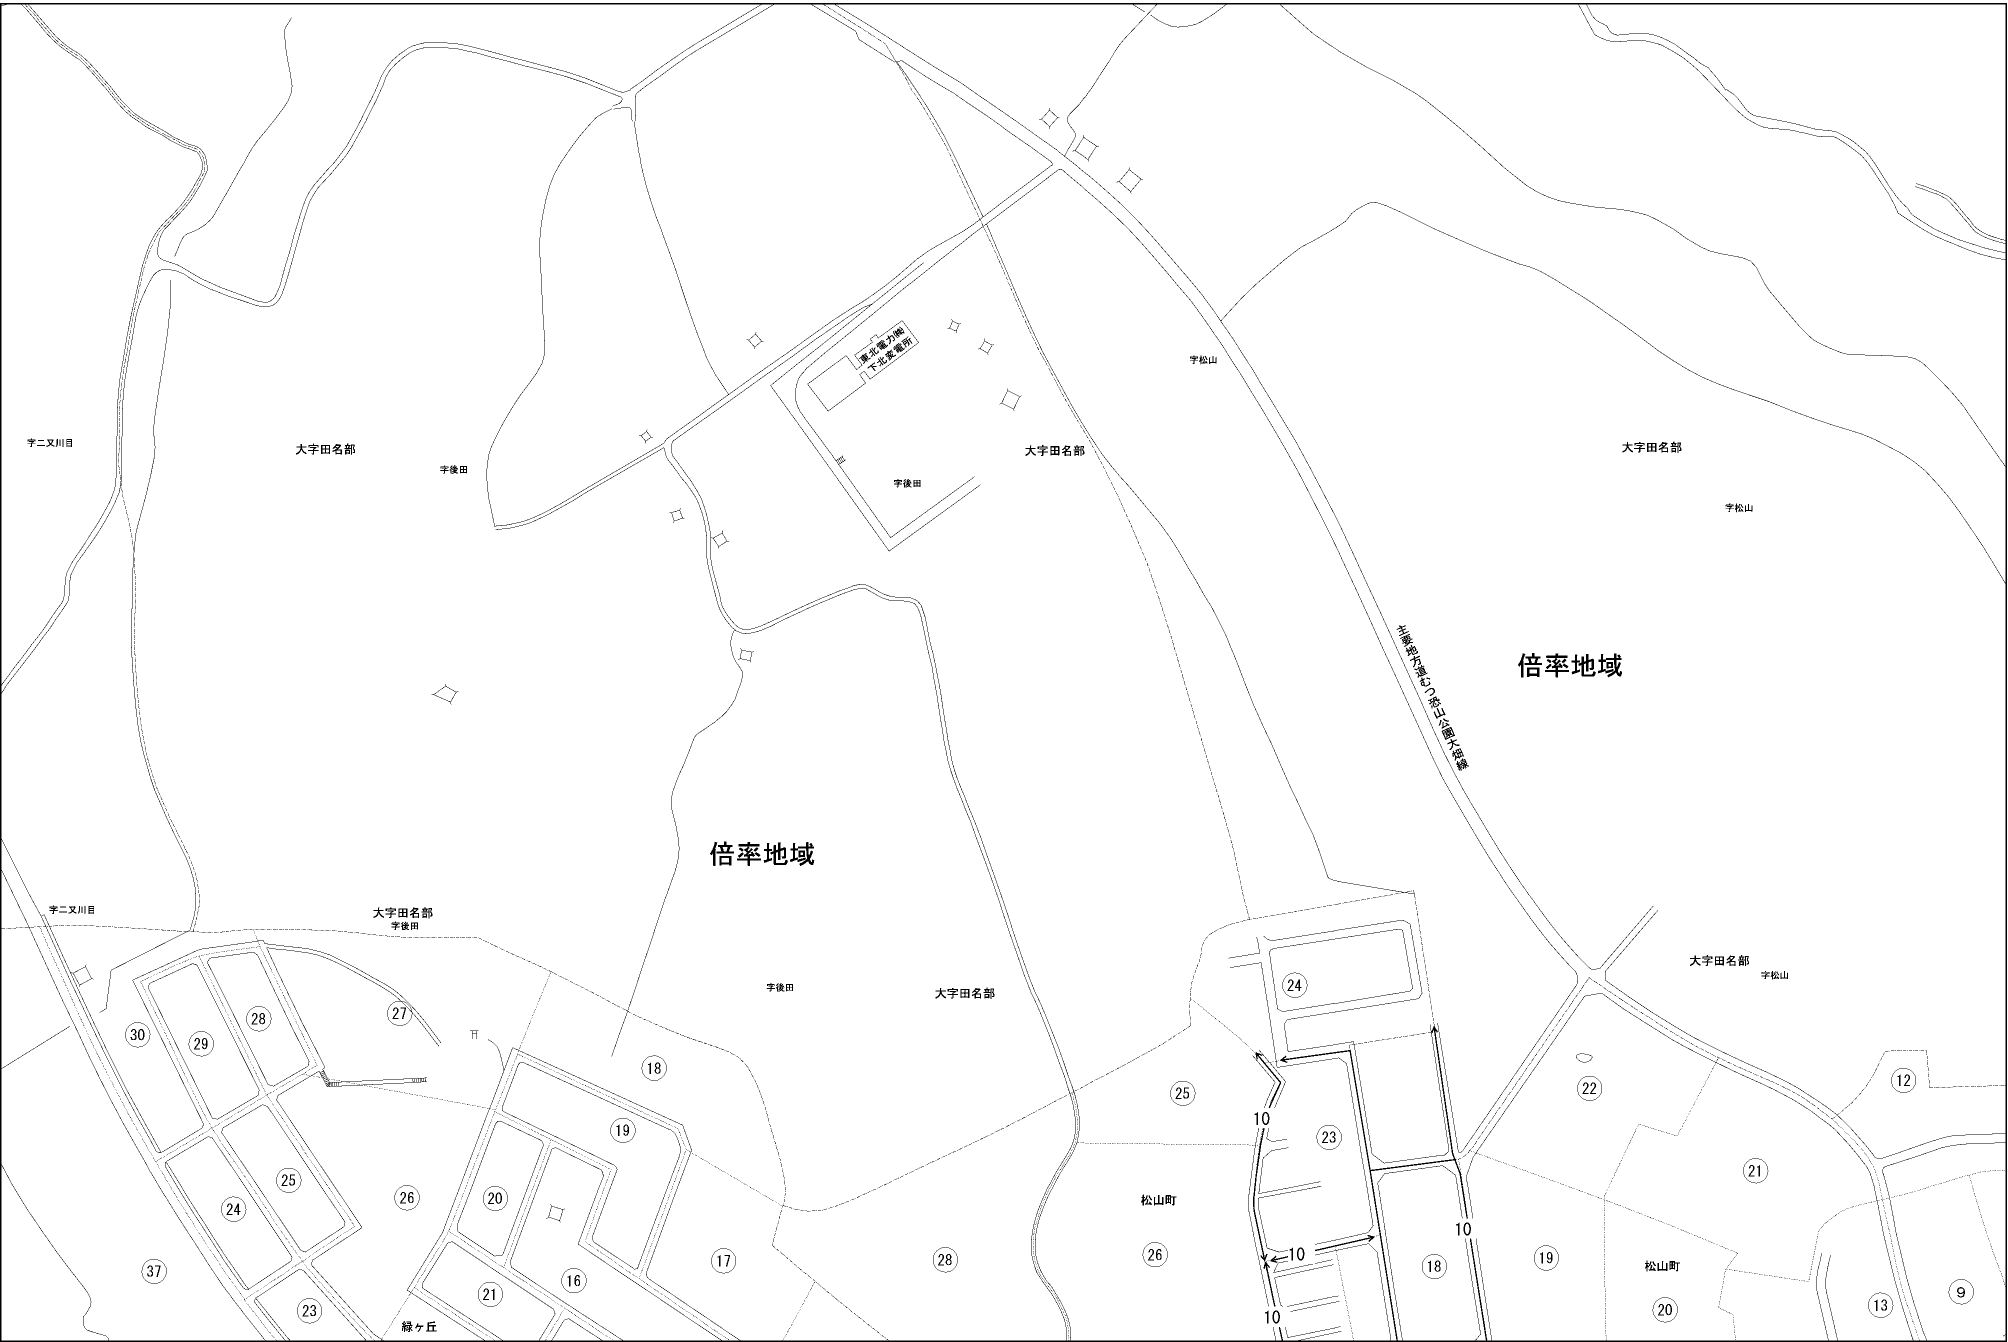 東北電力㈱
下北変電所
字松山
字二又川目
大字田名部
字後田
大字田名部
大字田名部
字後田
字松山
主要地方道むつ恐山公園大畑線
倍率地域
倍率地域
字二又川目
大字田名部
字後田
大字田名部
字松山
字後田
大字田名部
24
27
28
30
29
18
12
22
25
10
19
23
21
25
20
26
24
松山町
10
26
10
28
17
19
18
37
16
松山町
21
9
23
20
13
10
緑ヶ丘